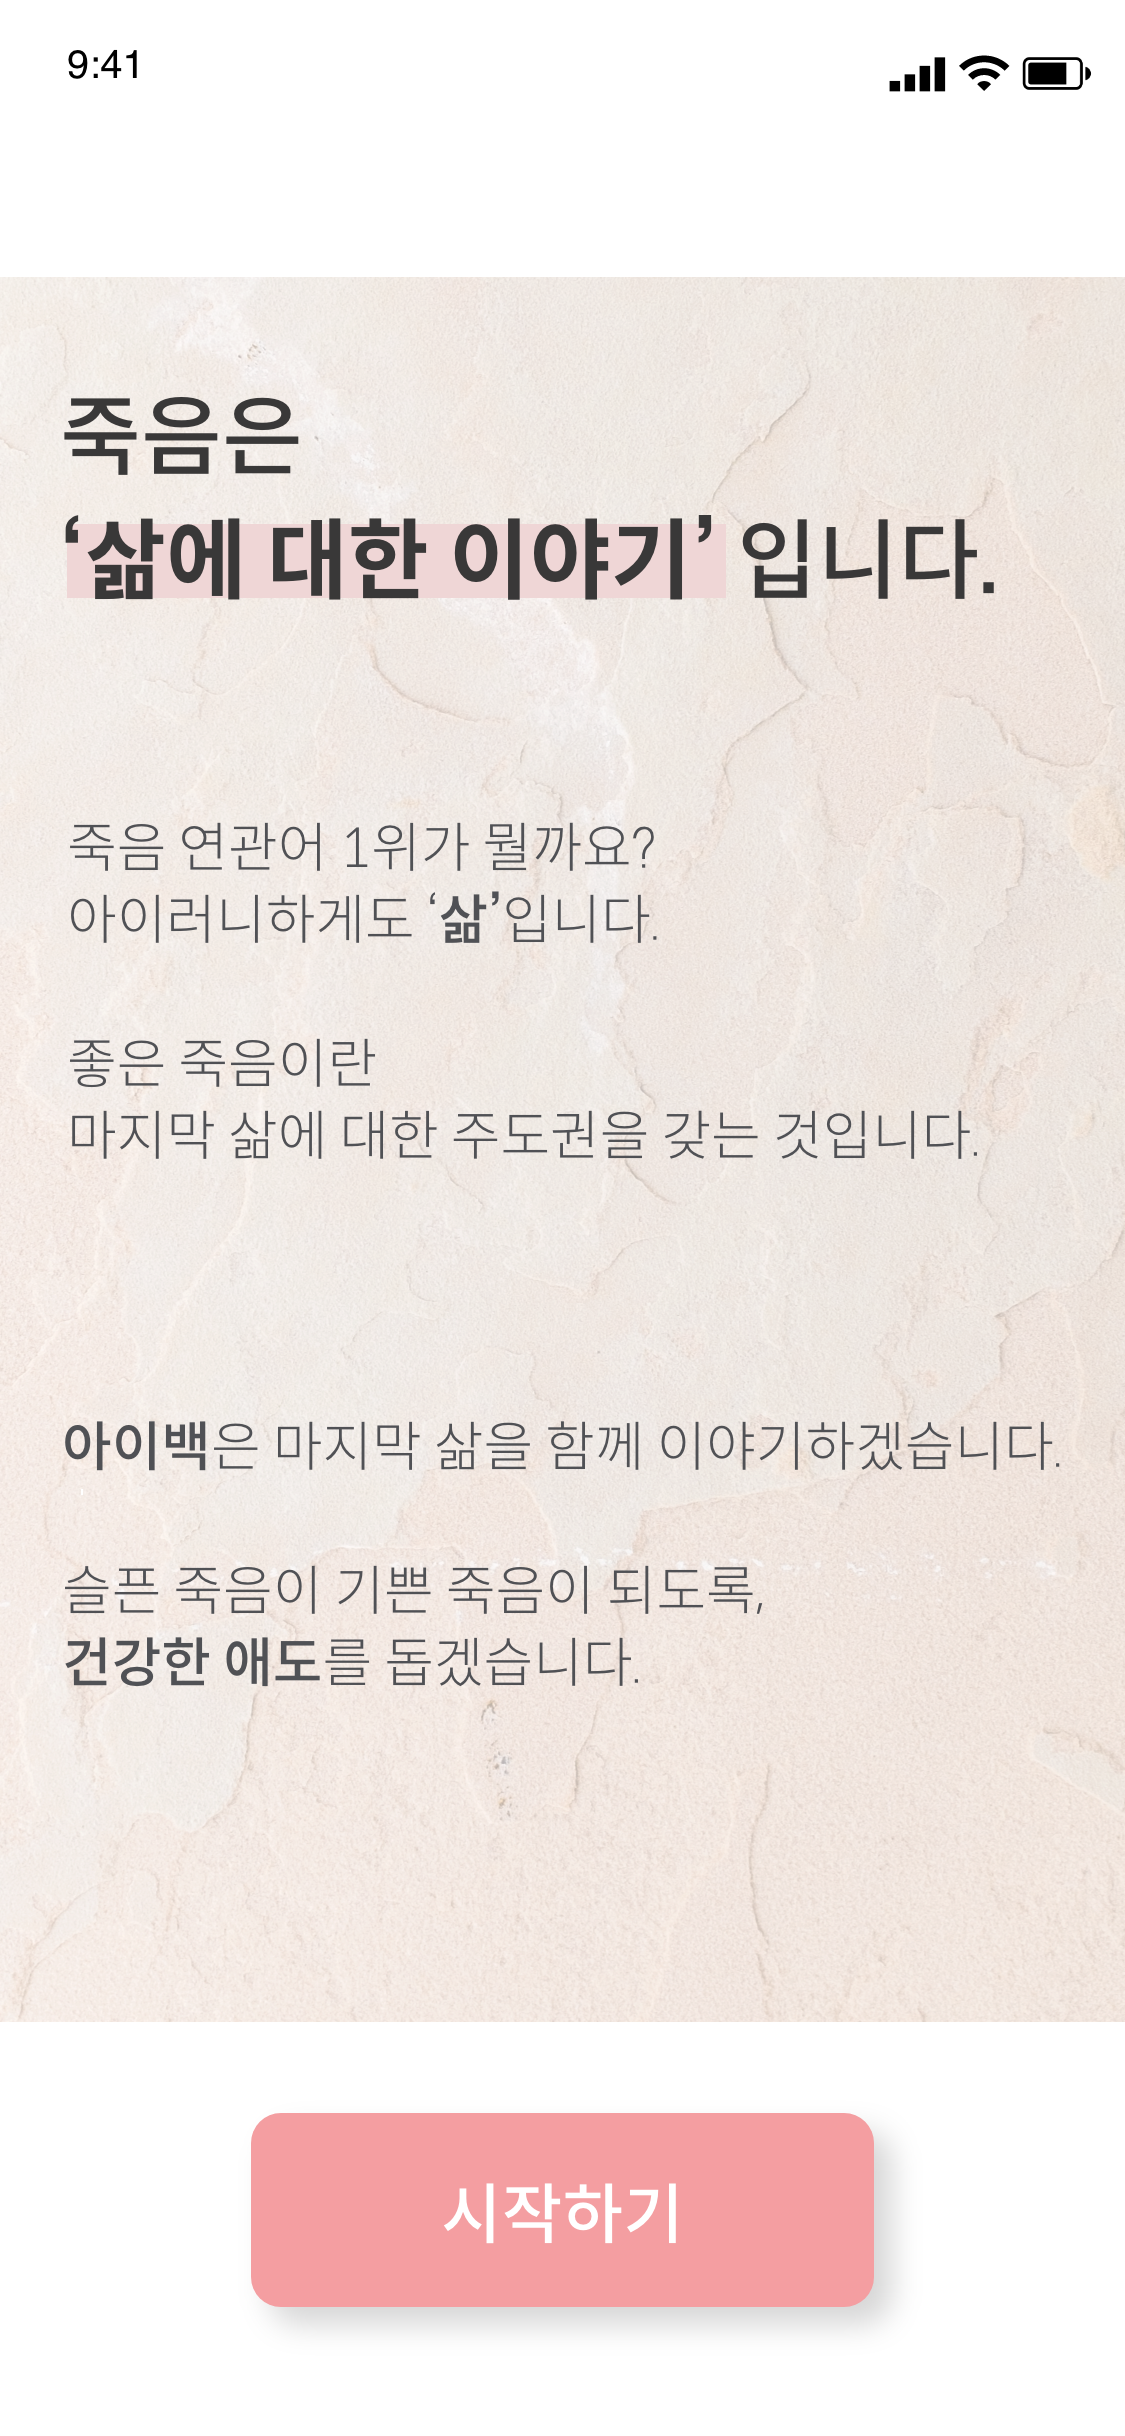 9:41
죽음은
‘삶에 대한 이야기’ 입니다.
죽음 연관어 1위가 뭘까요?
아이러니하게도 ‘삶’입니다.
좋은 죽음이란
마지막 삶에 대한 주도권을 갖는 것입니다.
아이백은 마지막 삶을 함께 이야기하겠습니다.
슬픈 죽음이 기쁜 죽음이 되도록,
건강한 애도를 돕겠습니다.
시작하기